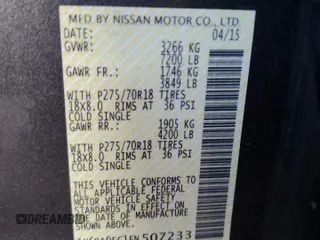 MFD BY NISSAN MOTOR CO., LTD.
DATE: 04/15
GVWR: 3266 KG
7200 LB
GAWR FR.: 1746 KG
3849 LB
WITH P275/70R18 TIRES
18X8.0 RIMS AT 36 PSI
COLD SINGLE
GAWR RR.: 1905 KG
4200 LB
WITH P275/70R18 TIRES
18X8.0 RIMS AT 36 PSI
COLD SINGLE
THIS VEHICLE CONFORMS TO
ALL APPLICABLE FEDERAL
MOTOR VEHICLE SAFETY
STANDARDS IN EFFECT ON
THE DATE OF MANUFACTURE
SHOWN ABOVE
507233